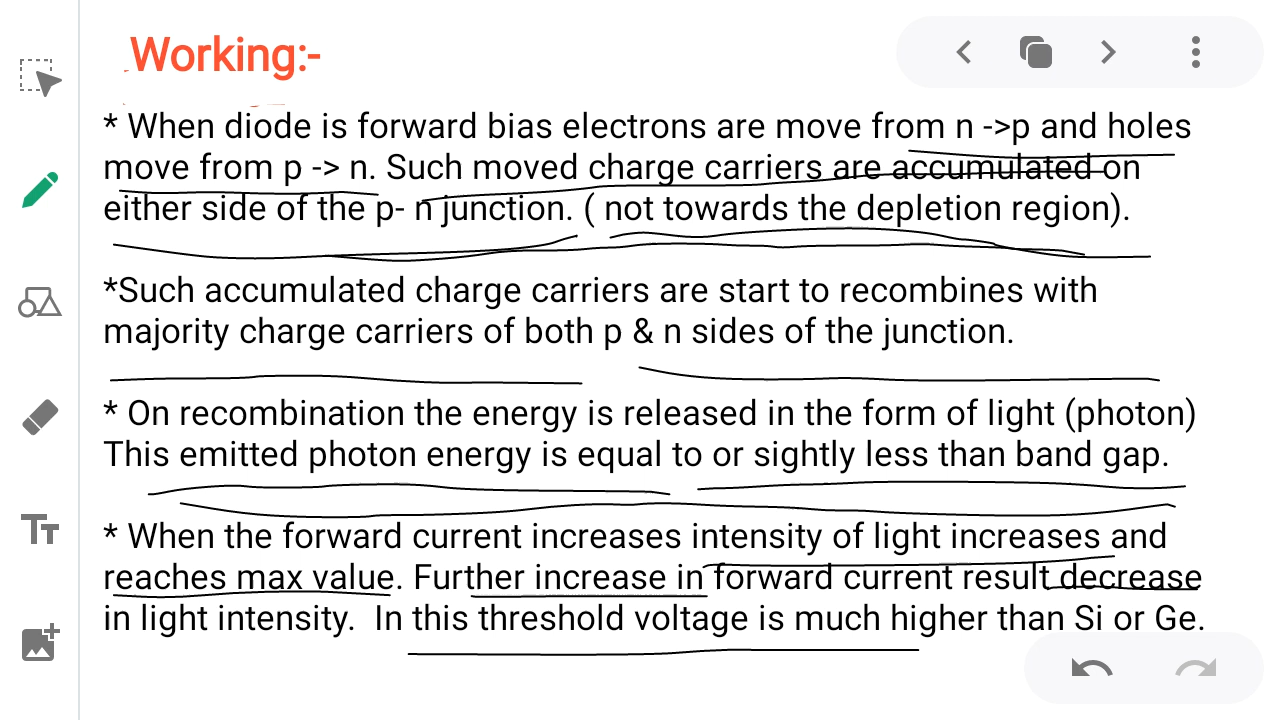 Working:-
* When diode is forward bias electrons are move from n ->p and holes
move from p -> n. Such moved charge carriers are accumulated on
either side of the p- n junction. ( not towards the depletion region).
*Such accumulated charge carriers are start to recombines with
majority charge carriers of both p & n sides of the junction.
* On recombination the energy is released in the form of light (photon)
This emitted photon energy is equal to or sightly less than band gap.
* When the forward current increases intensity of light increases and
reaches max value. Further increase in forward current result decrease
in light intensity.  In this threshold voltage is much higher than Si or Ge.